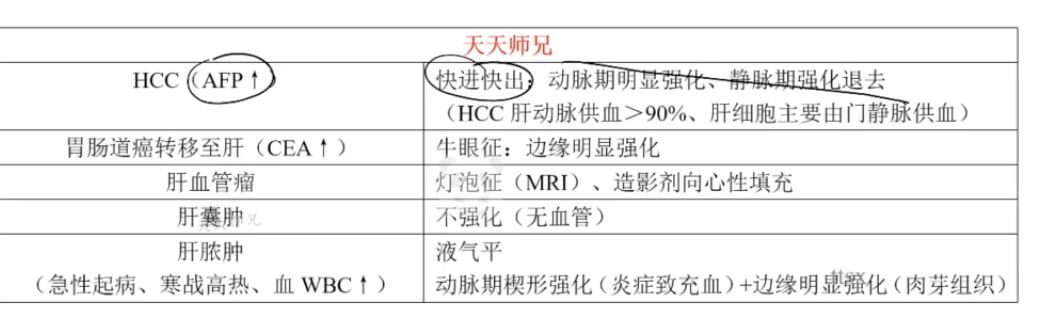 天天师兄
HCC（AFP↑） 快进快出：动脉期明显强化、静脉期强化退去
（HCC 肝动脉供血＞90%、肝细胞主要由门静脉供血）
胃肠道癌转移至肝（CEA↑） 牛眼征：边缘明显强化
肝血管瘤 灯泡征（MRI）、造影剂向心性填充
肝囊肿 不强化（无血管）
肝脓肿 液气平
（急性起病、寒战高热、血 WBC↑） 动脉期楔形强化（炎症致充血）+边缘明显强化（肉芽组织）